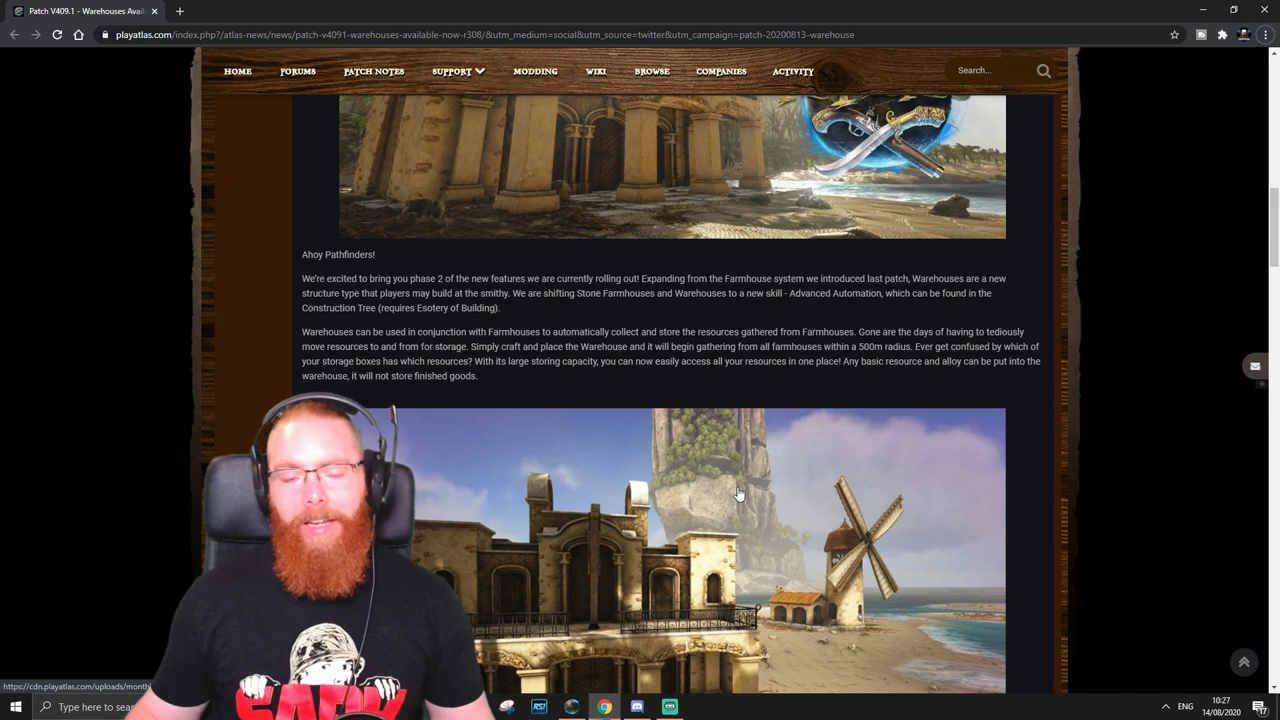 Patch V409.1 - Warehouses Avai
playatlas.com/index.php?/atlas-news/news/patch-v4091-warehouses-available-now-r308/&utm_medium=social&utm_source=twitter&utm_campaign=patch-20200813-warehouse
HOME FORUMS PATCH NOTES SUPPORT MODDING WIKI BROWSE COMPANIES ACTIVITY Search...
Ahoy Pathfinders!
We're excited to bring you phase 2 of the new features we are currently rolling out! Expanding from the Farmhouse system we introduced last patch, Warehouses are a new
structure type that players may build at the smithy. We are shifting Stone Farmhouses and Warehouses to a new skill - Advanced Automation, which can be found in the
Construction Tree (requires Esotery of Building).
Warehouses can be used in conjunction with Farmhouses to automatically collect and store the resources gathered from Farmhouses. Gone are the days of having to tediously
move resources to and from for storage. Simply craft and place the Warehouse and it will begin gathering from all farmhouses within a 500m radius. Ever get confused by which of
your storage boxes has which resources? With its large storing capacity, you can now easily access all your resources in one place! Any basic resource and alloy can be put into the
warehouse, it will not store finished goods.
https://cdn.playatlas.com/uploads/monthl
Type here to sear
RSI
ENG
10:27
14/08/2020
17